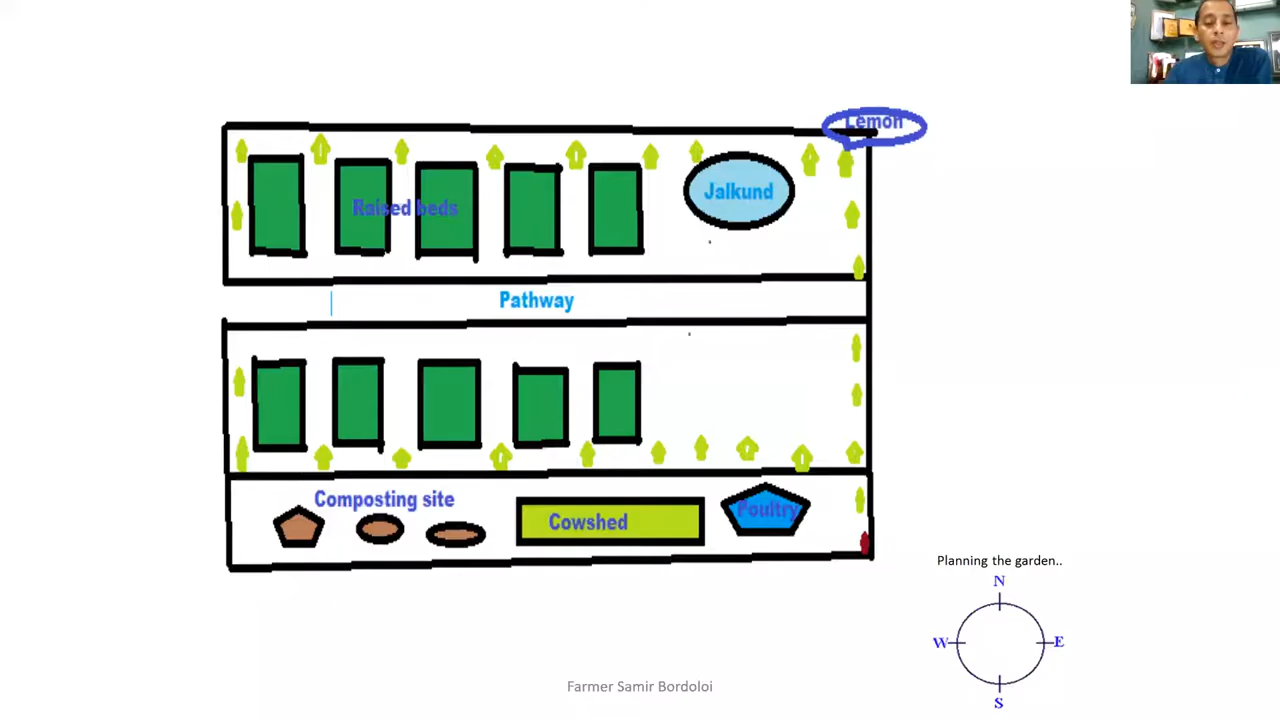 Lemon
Jalkund
Raised beds
Pathway
Composting site
Cowshed
Poultry
Planning the garden..
N
W
E
S
Farmer Samir Bordoloi